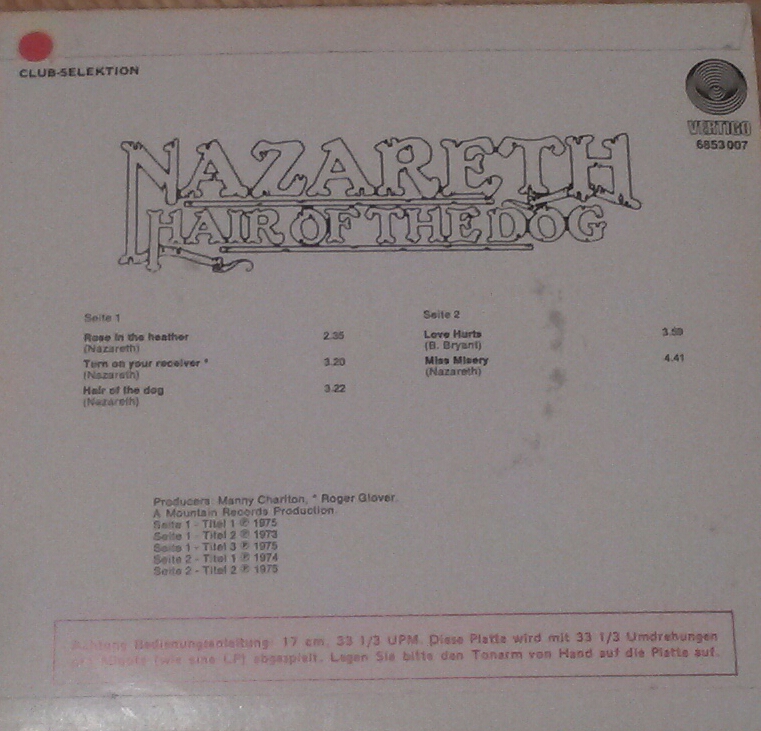 CLUB-SELEKTION
VERTIGO
6853 007
NAZARETH
HAIR OF THE DOG
Seite 1
Rose in the heather 2.35
(Nazareth)
Turn on your receiver * 3.20
(Nazareth)
Hair of the dog 3.22
(Nazareth)
Seite 2
Love Hurts 3.59
(B. Bryant)
Miss Misery 4.41
(Nazareth)
Producers: Manny Charlton, * Roger Glover.
A Mountain Records Production.
Seite 1 - Titel 1 ℗ 1975
Seite 1 - Titel 2 ℗ 1973
Seite 1 - Titel 3 ℗ 1975
Seite 2 - Titel 1 ℗ 1974
Seite 2 - Titel 2 ℗ 1975
Achtung Bedienungsanleitung: 17 cm, 33 1/3 UPM. Diese Platte wird mit 33 1/3 Umdrehungen
pro Minute (wie eine LP) abgespielt. Legen Sie bitte den Tonarm von Hand auf die Platte auf.